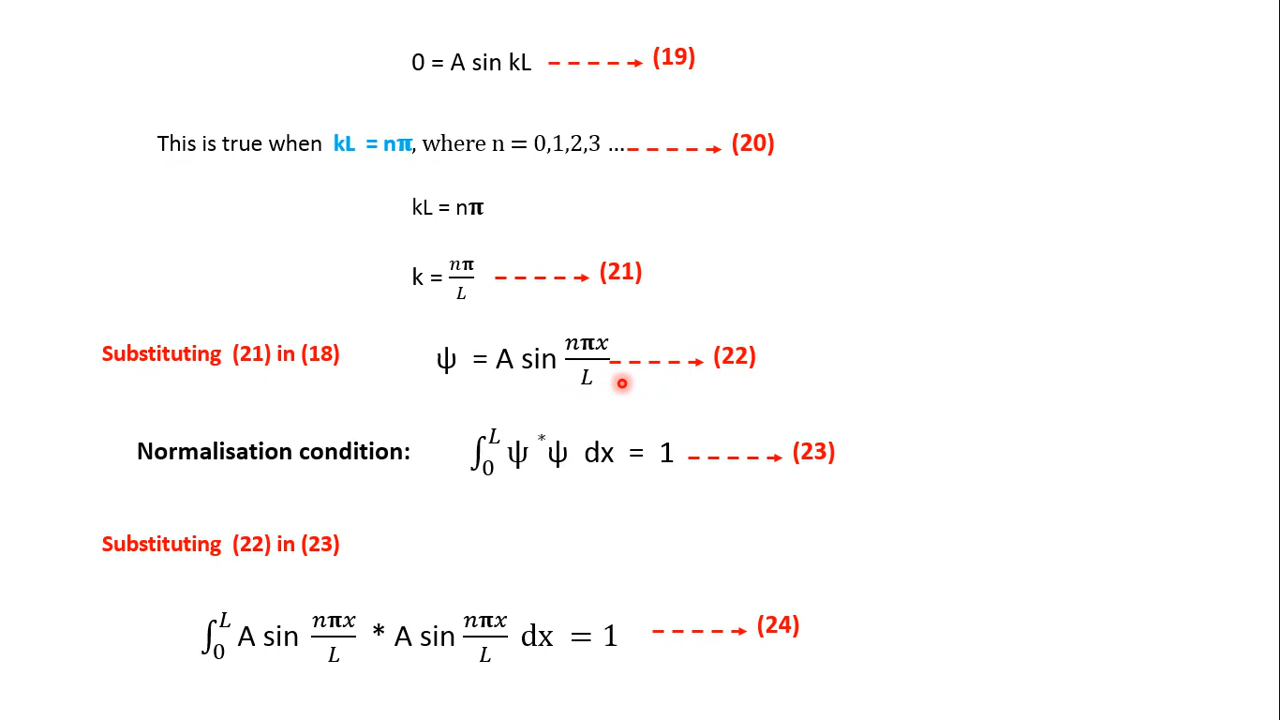 0 = A sin kL -----→ (19)
This is true when kL = nπ, where n = 0,1,2,3 …-----→ (20)
kL = nπ
k = nπ/L -----→ (21)
Substituting (21) in (18) ψ = A sin nπx/L -----→ (22)
Normalisation condition: ∫₀ᴸ ψ*ψ dx = 1 -----→ (23)
Substituting (22) in (23)
∫₀ᴸ A sin nπx/L * A sin nπx/L dx = 1 -----→ (24)